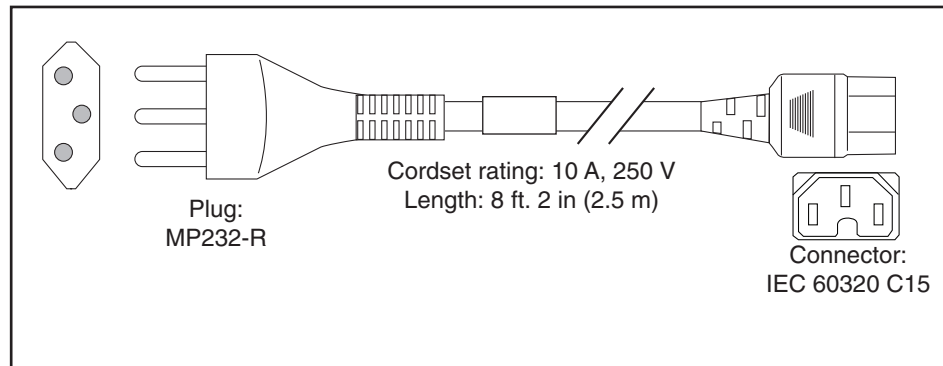 Cordset rating: 10 A, 250 V
Length: 8 ft. 2 in (2.5 m)
Plug:
MP232-R
Connector:
IEC 60320 C15